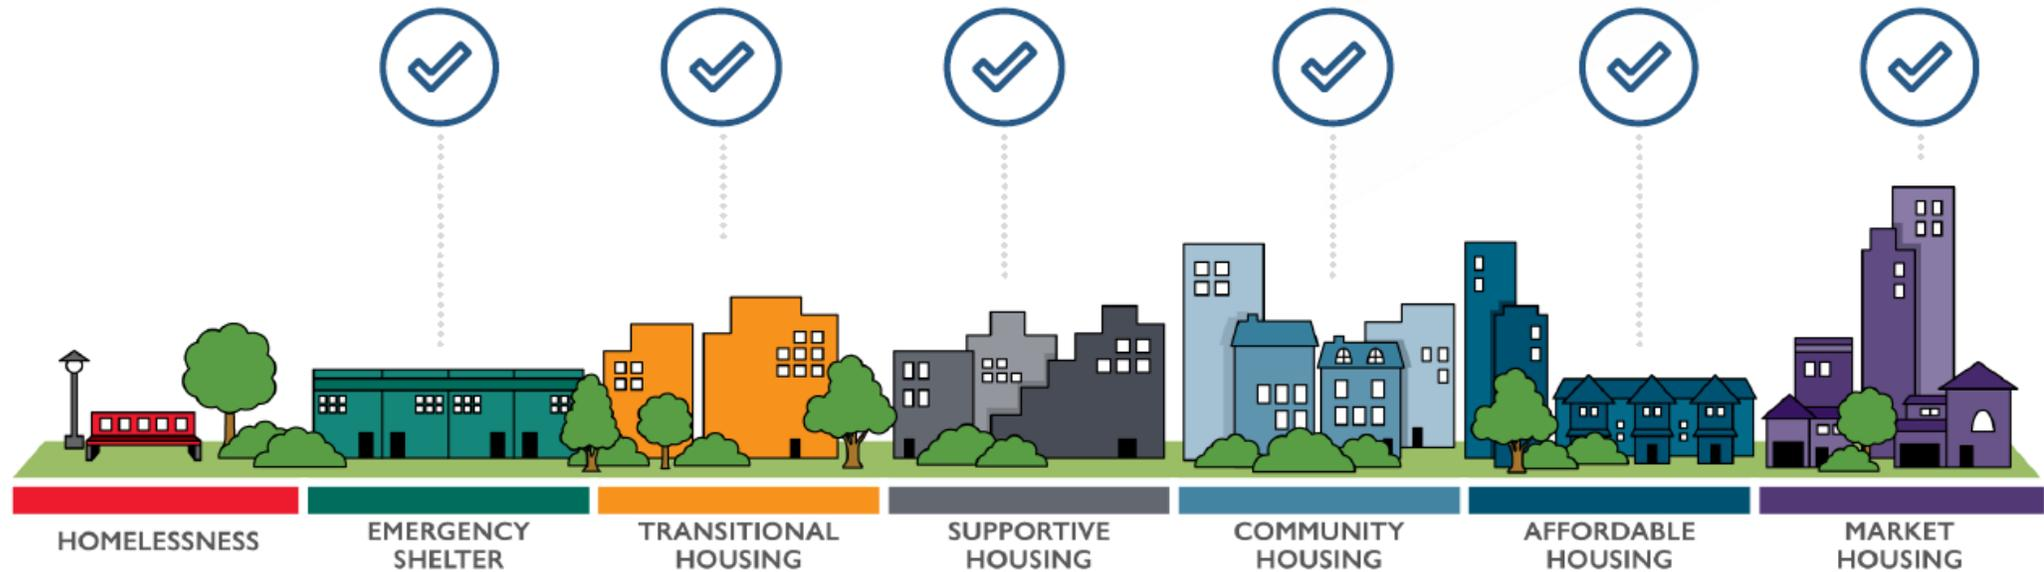 HOMELESSNESS
EMERGENCY
SHELTER
TRANSITIONAL
HOUSING
SUPPORTIVE
HOUSING
COMMUNITY
HOUSING
AFFORDABLE
HOUSING
MARKET
HOUSING